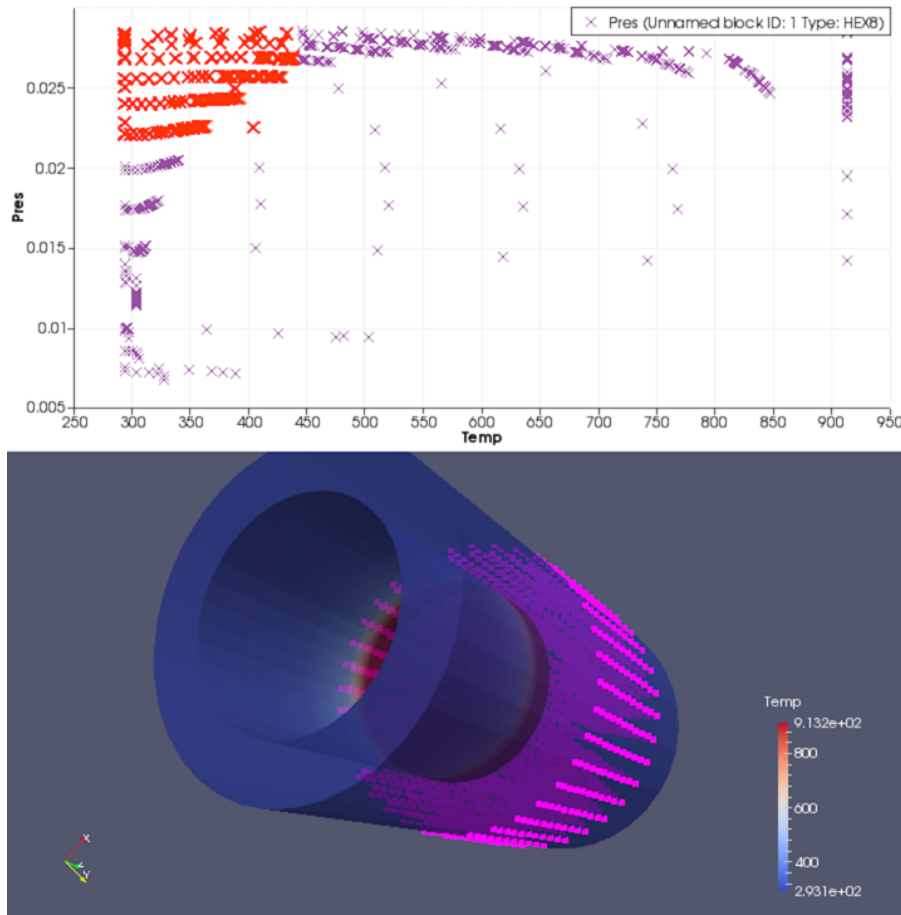 Pres (Unnamed block ID: 1 Type: HEX8)
0.025
0.02
0.015
0.01
0.005
Pres
250 300 350 400 450 500 550 600 650 700 750 800 850 900 950
Temp
Temp
9.132e+02
800
600
400
2.931e+02
X
Z
Y